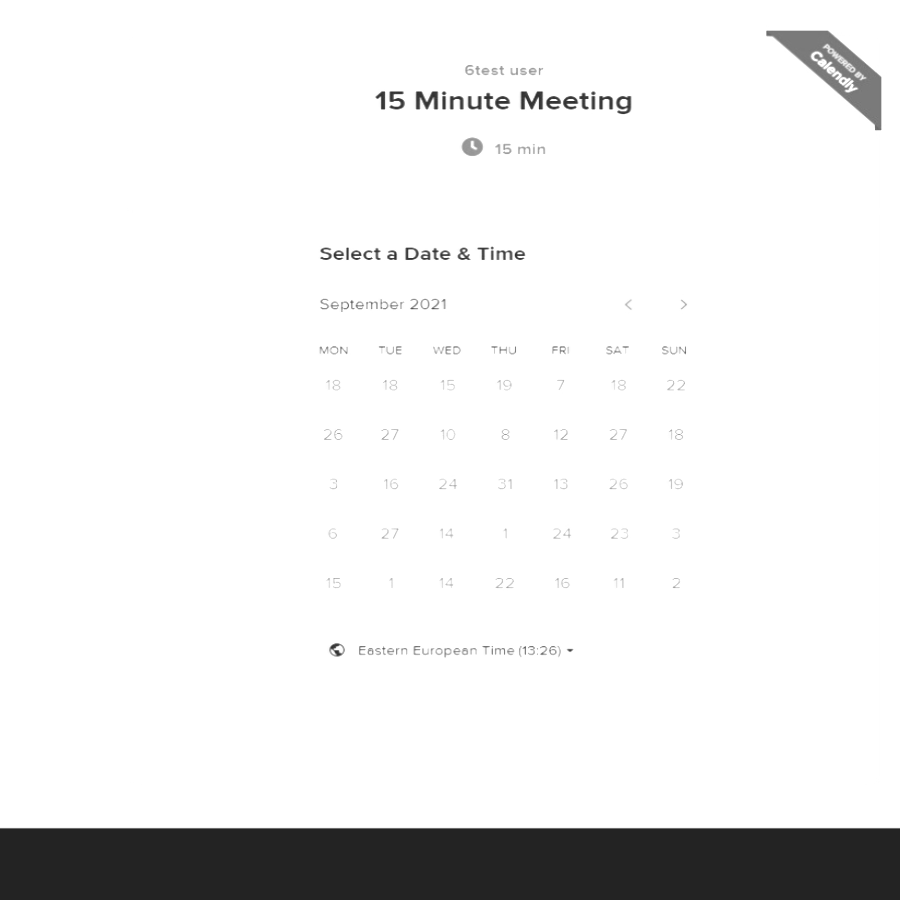 POWERED BY
Calendly
6test user
15 Minute Meeting
15 min
Select a Date & Time
September 2021
MON TUE WED THU FRI SAT SUN
18 18 15 19 7 18 22
26 27 10 8 12 27 18
3 16 24 31 13 26 19
6 27 14 1 24 23 3
15 1 14 22 16 11 2
Eastern European Time (13:26)